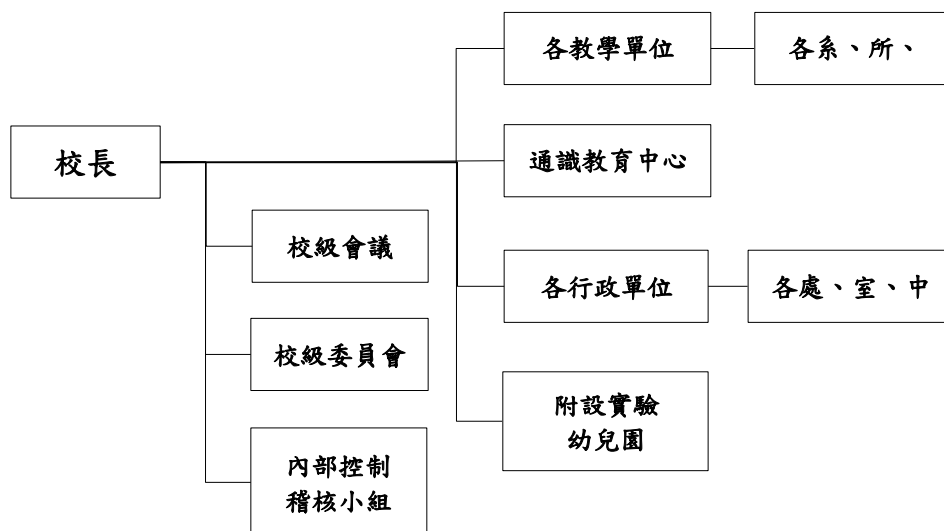 校長
校級會議
校級委員會
內部控制
稽核小組
各教學單位
各系、所、
通識教育中心
各行政單位
各處、室、中
附設實驗
幼兒園